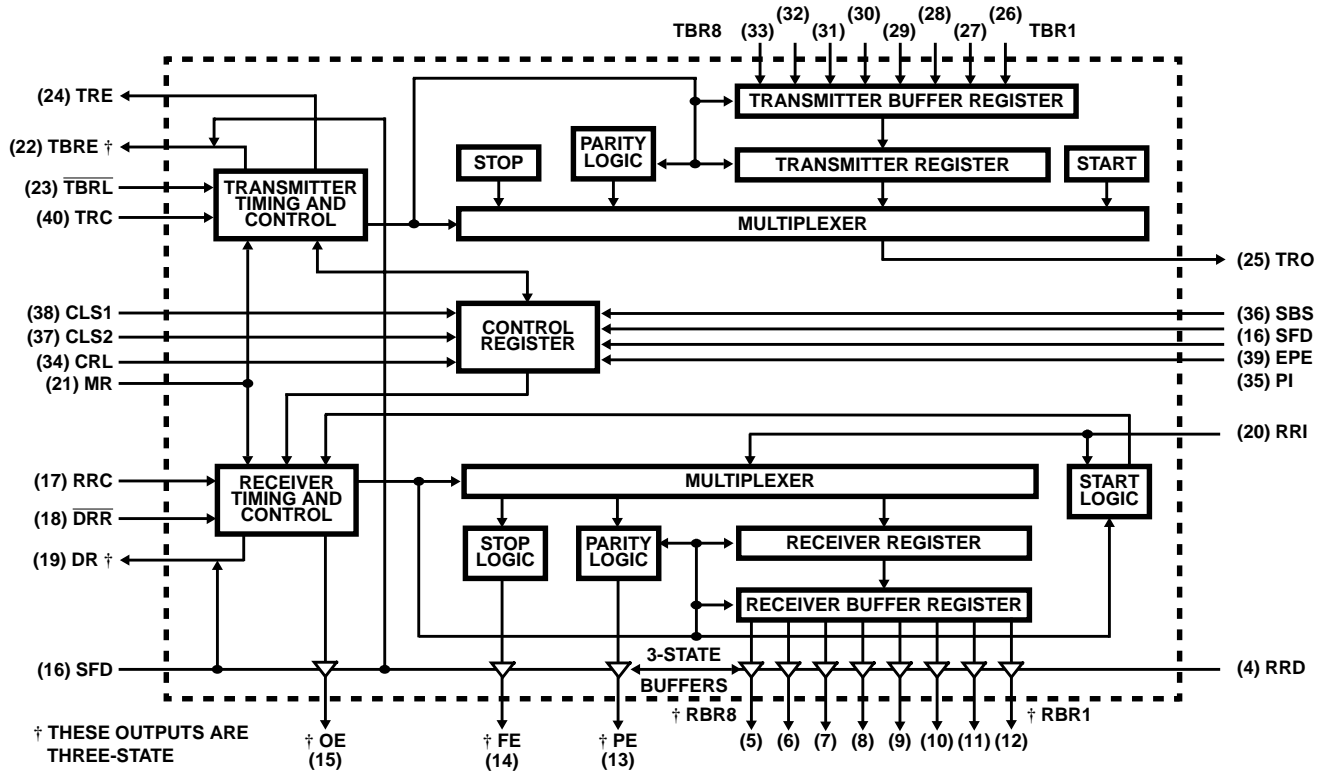 (32) (30) (28) (26)
TBR8 (33) (31) (29) (27) TBR1
(24) TRE
TRANSMITTER BUFFER REGISTER
(22) TBRE †
STOP
PARITY
LOGIC
TRANSMITTER REGISTER
START
(23) TBRL
(40) TRC
TRANSMITTER
TIMING AND
CONTROL
MULTIPLEXER
(25) TRO
(38) CLS1
(37) CLS2
(34) CRL
(21) MR
CONTROL
REGISTER
(36) SBS
(16) SFD
(39) EPE
(35) PI
(20) RRI
(17) RRC
(18) DRR
(19) DR †
RECEIVER
TIMING AND
CONTROL
MULTIPLEXER
START
LOGIC
STOP
LOGIC
PARITY
LOGIC
RECEIVER REGISTER
RECEIVER BUFFER REGISTER
(16) SFD
3-STATE
BUFFERS
(4) RRD
† RBR8
† RBR1
† THESE OUTPUTS ARE
THREE-STATE
† OE
(15)
† FE
(14)
† PE
(13)
(5) (6) (7) (8) (9) (10) (11) (12)